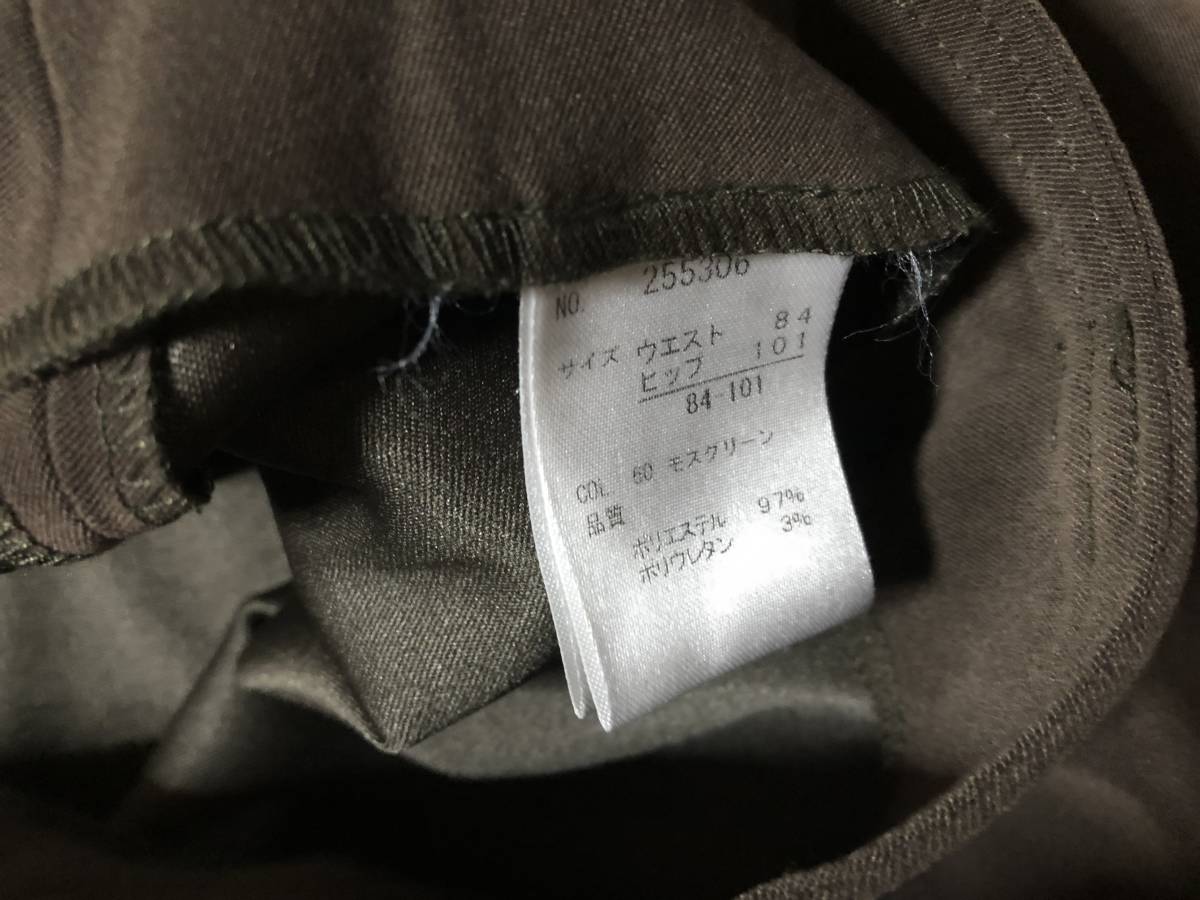 NO. 255306
サイズ ウエスト 84
ヒップ 101
84-101
COL 60 モスグリーン
品質
ポリエステル 97%
ポリウレタン 3%